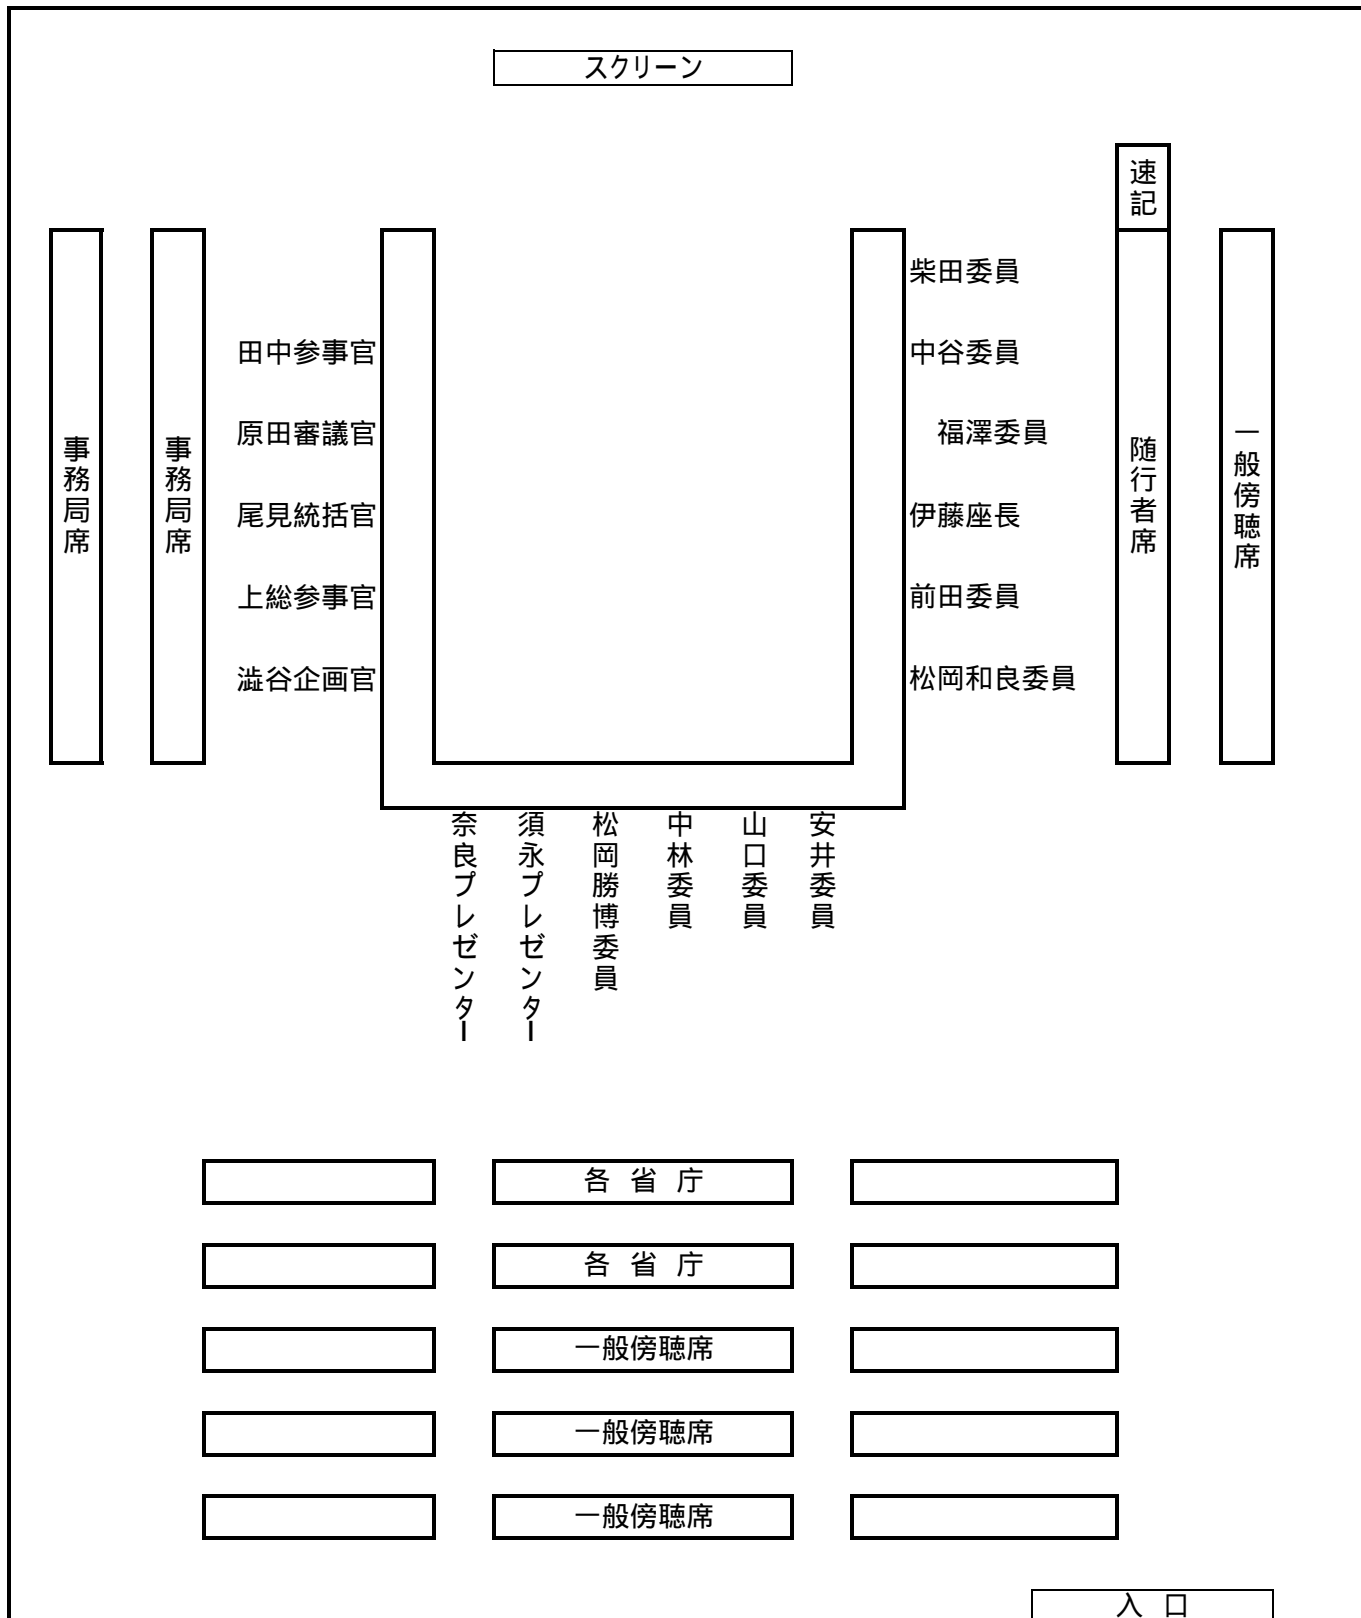 スクリーン
速記
柴田委員
田中参事官
中谷委員
原田審議官
福澤委員
事務局席
事務局席
尾見統括官
伊藤座長
随行者席
一般傍聴席
上総参事官
前田委員
澁谷企画官
松岡和良委員
奈良プレゼンター
須永プレゼンター
松岡勝博委員
中林委員
山口委員
安井委員
各 省 庁
各 省 庁
一般傍聴席
一般傍聴席
一般傍聴席
入 口